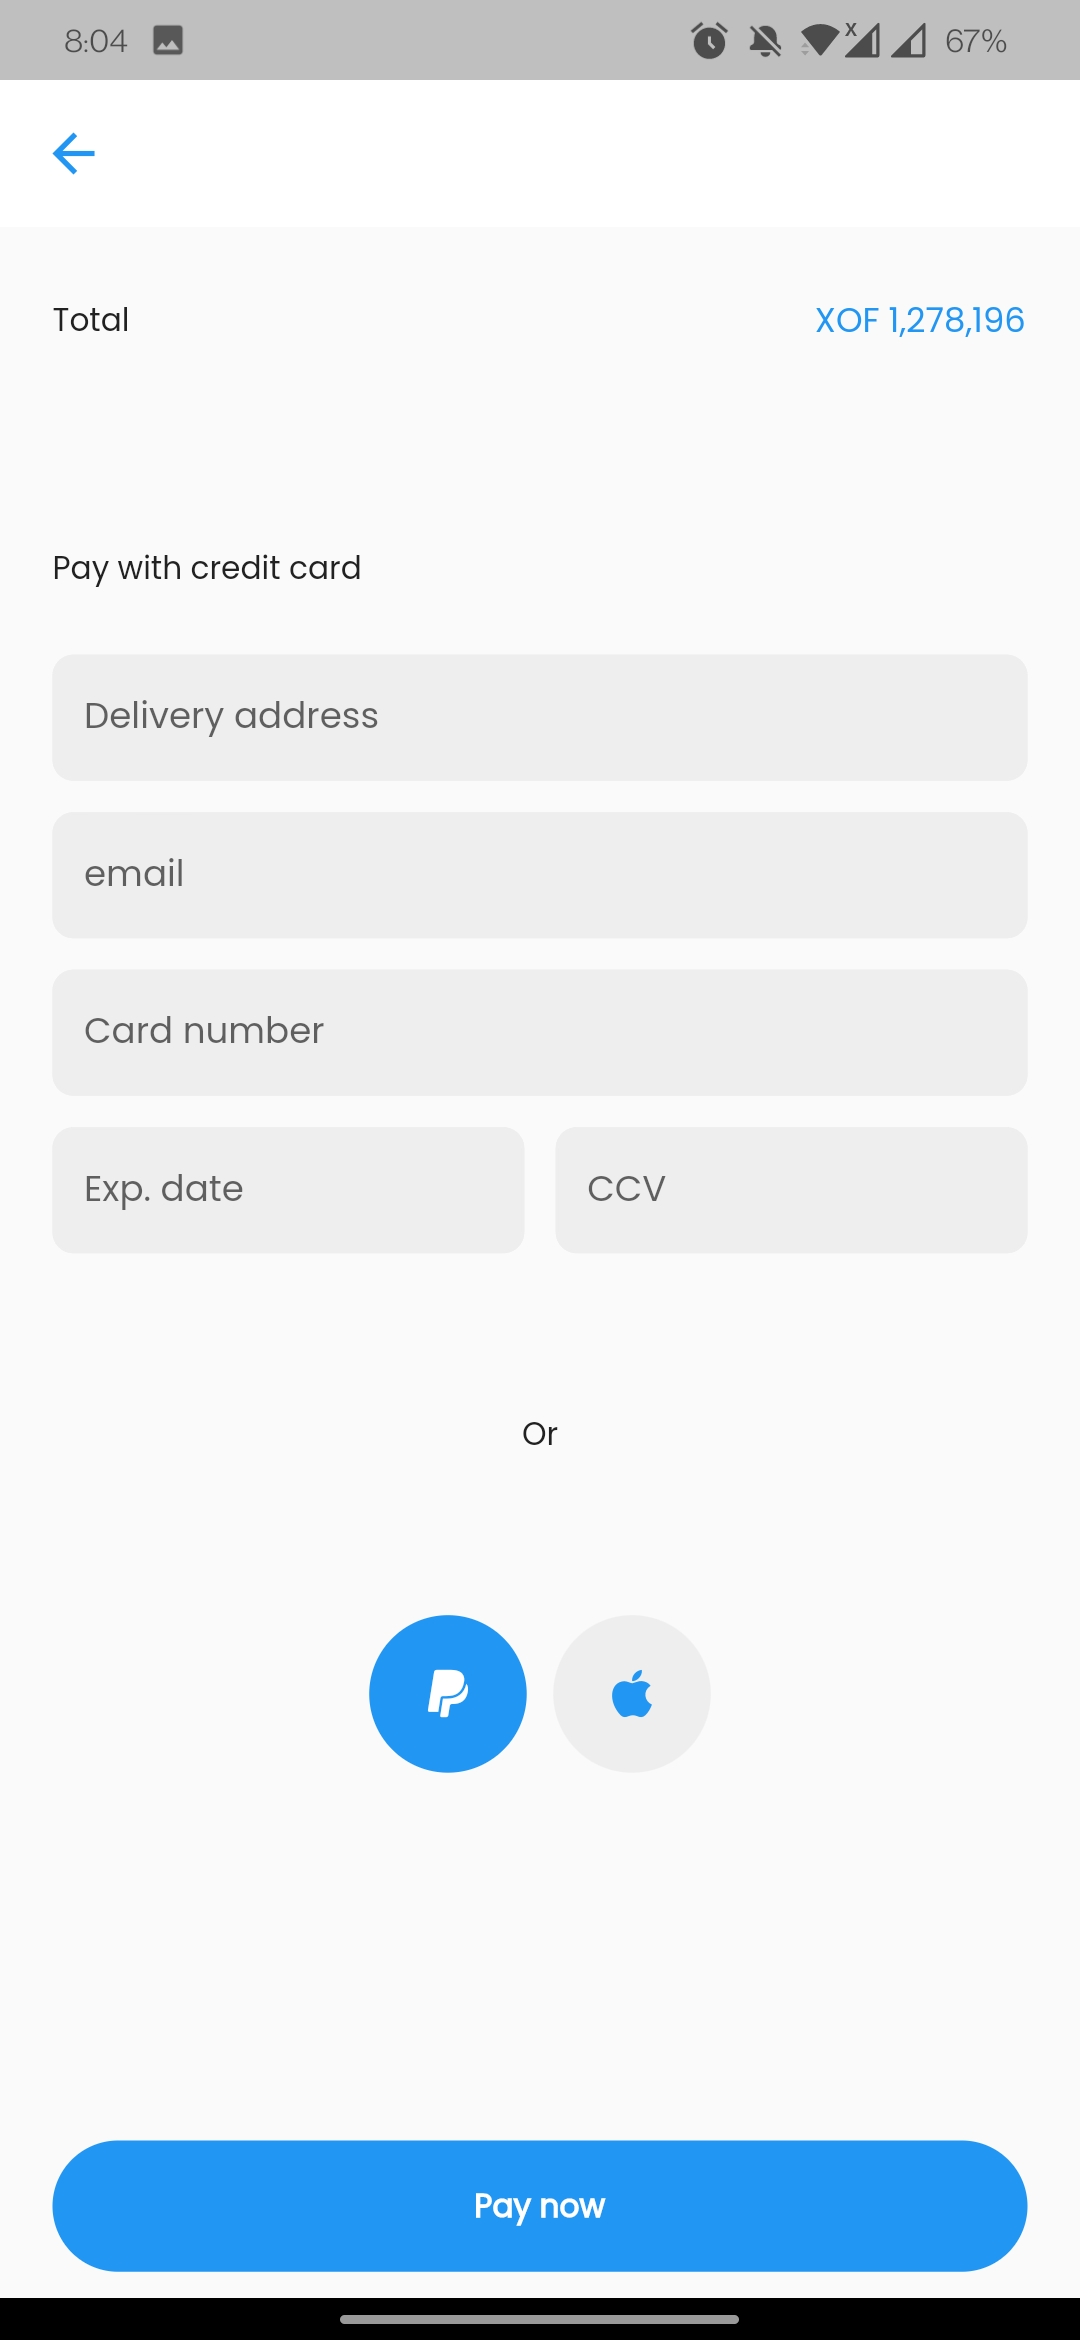 8:04 67%
Total XOF 1,278,196
Pay with credit card
Delivery address
email
Card number
Exp. date CCV
Or
Pay now